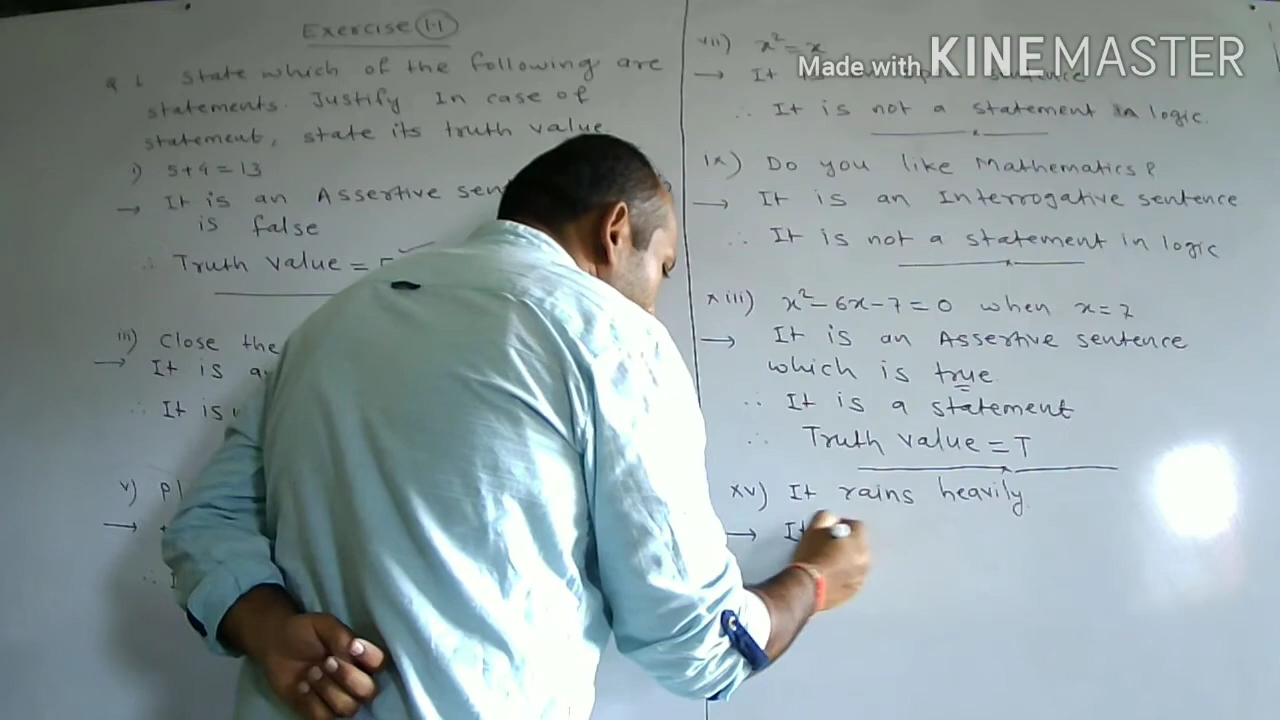 Exercise 1.1
Q 1. State which of the following are
statements. Justify In case of
statement, state its truth value
i) 5+4=13
→ It is an Assertive
is false
∴ Truth value =
iii) Close the
→ It is
∴ It is
v)
→
∴
vii) x²=x
→ It sentence
∴ It is not a statement in logic.
ix) Do you like Mathematics ?
→ It is an Interrogative sentence
∴ It is not a statement in logic
xiii) x²-6x-7=0 when x=7
→ It is an Assertive sentence
which is true.
∴ It is a statement
∴ Truth value = T
xv) It rains heavily.
→ It
Made with KINEMASTER